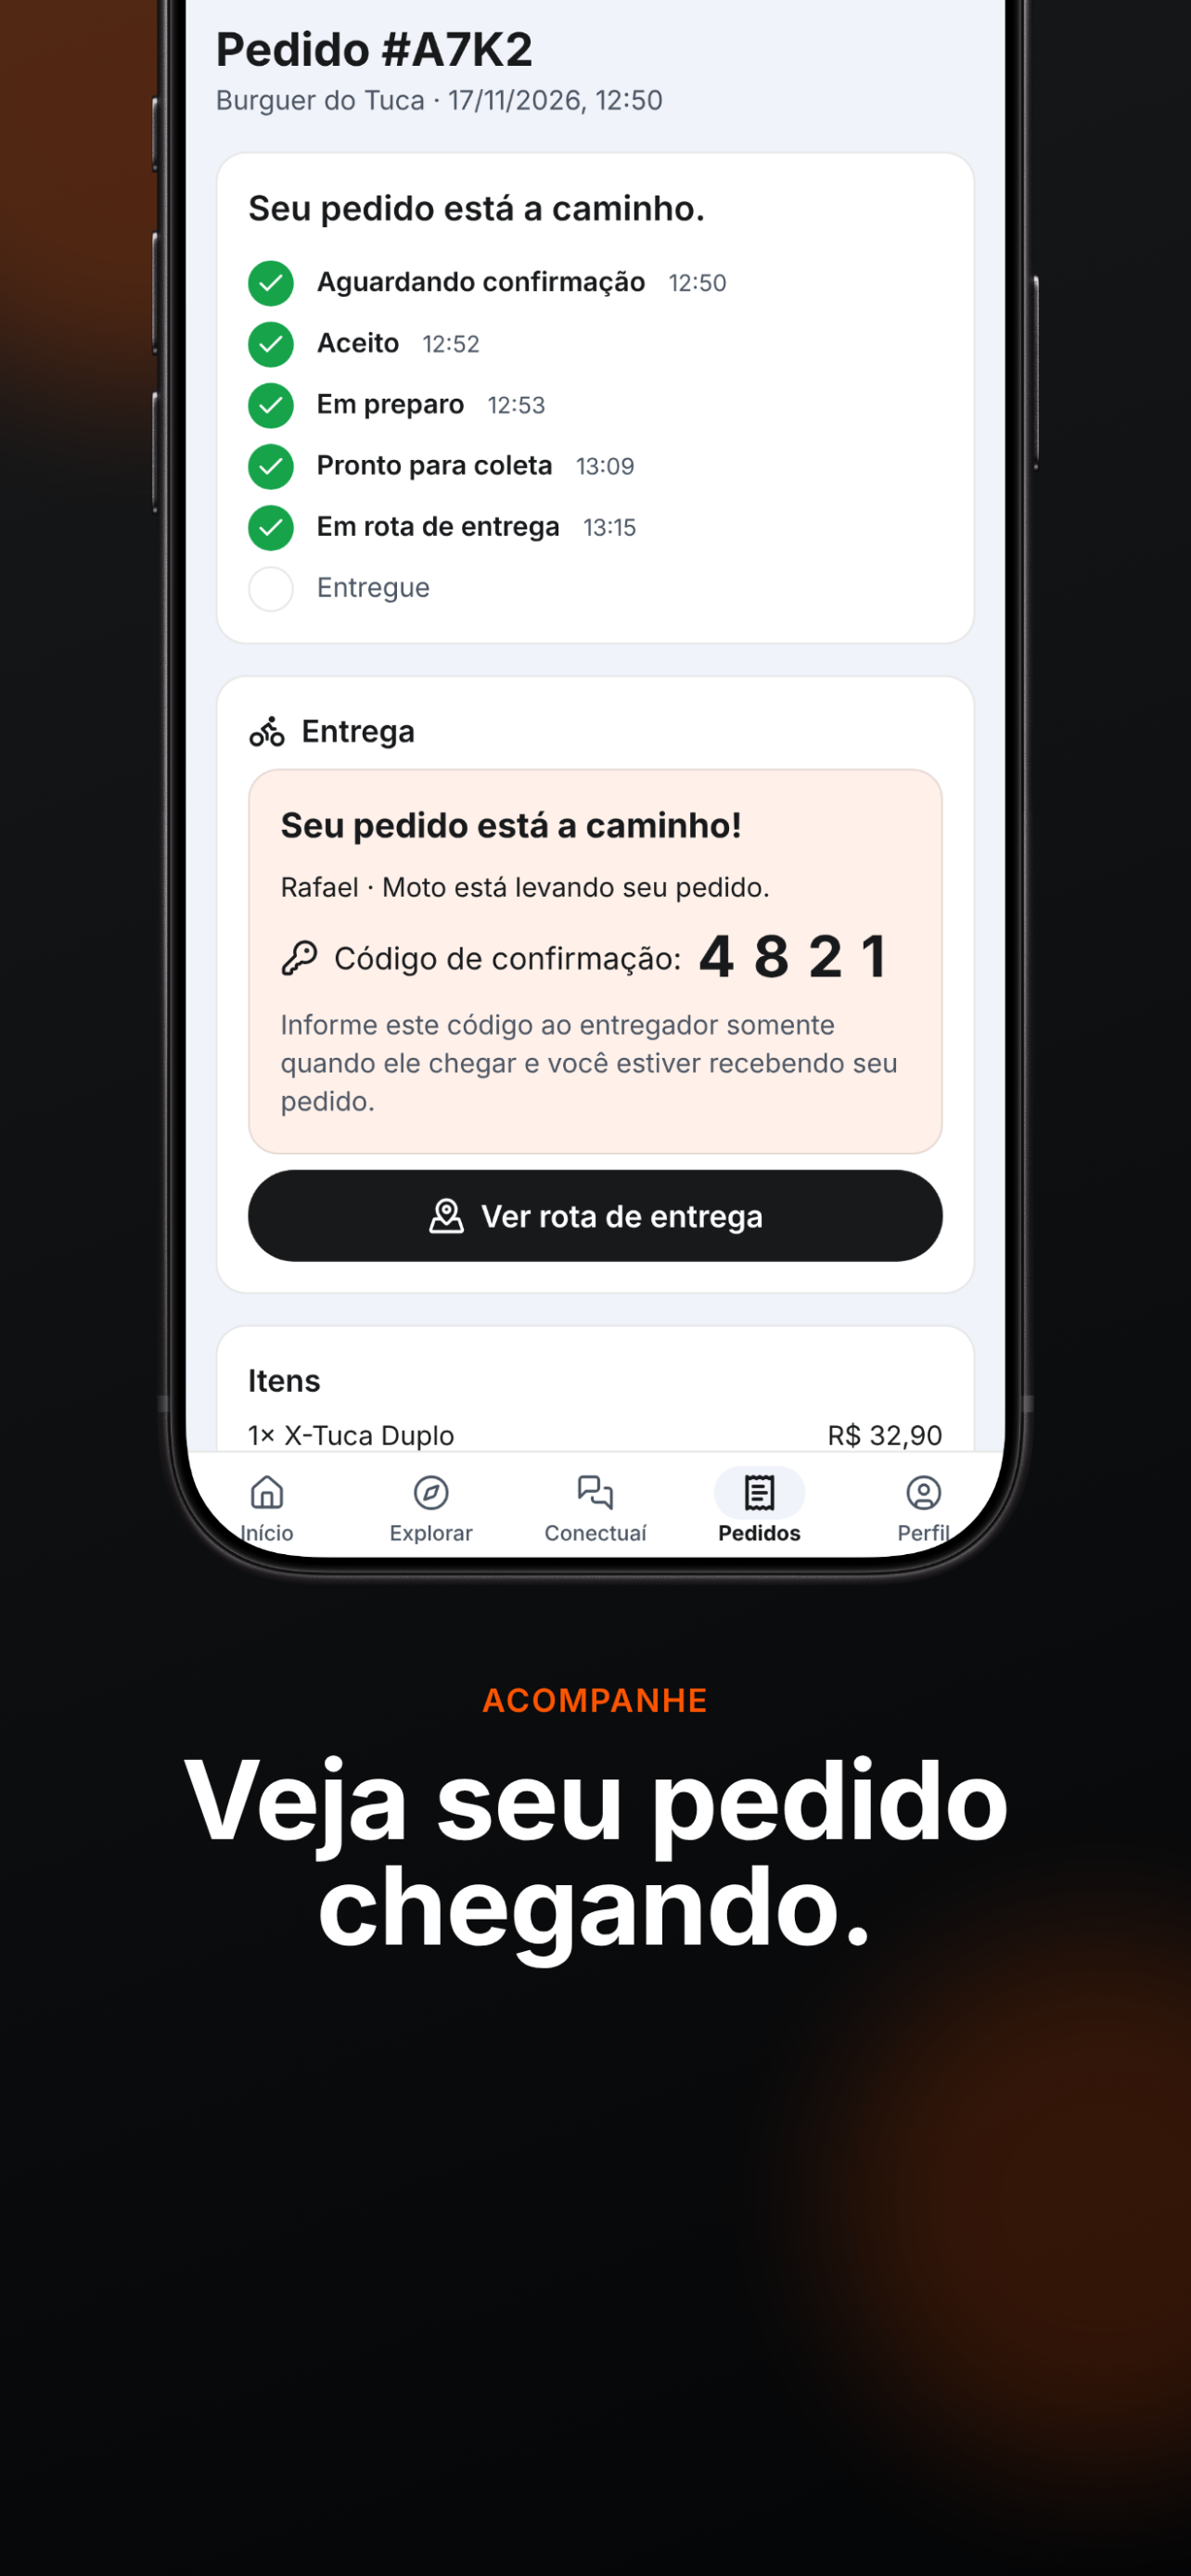 Pedido #A7K2
Burguer do Tuca · 17/11/2026, 12:50
Seu pedido está a caminho.
Aguardando confirmação 12:50
Aceito 12:52
Em preparo 12:53
Pronto para coleta 13:09
Em rota de entrega 13:15
Entregue
Entrega
Seu pedido está a caminho!
Rafael · Moto está levando seu pedido.
Código de confirmação: 4 8 2 1
Informe este código ao entregador somente
quando ele chegar e você estiver recebendo seu
pedido.
Ver rota de entrega
Itens
1× X-Tuca Duplo R$ 32,90
Início Explorar Conectuaí Pedidos Perfil
ACOMPANHE
Veja seu pedido
chegando.